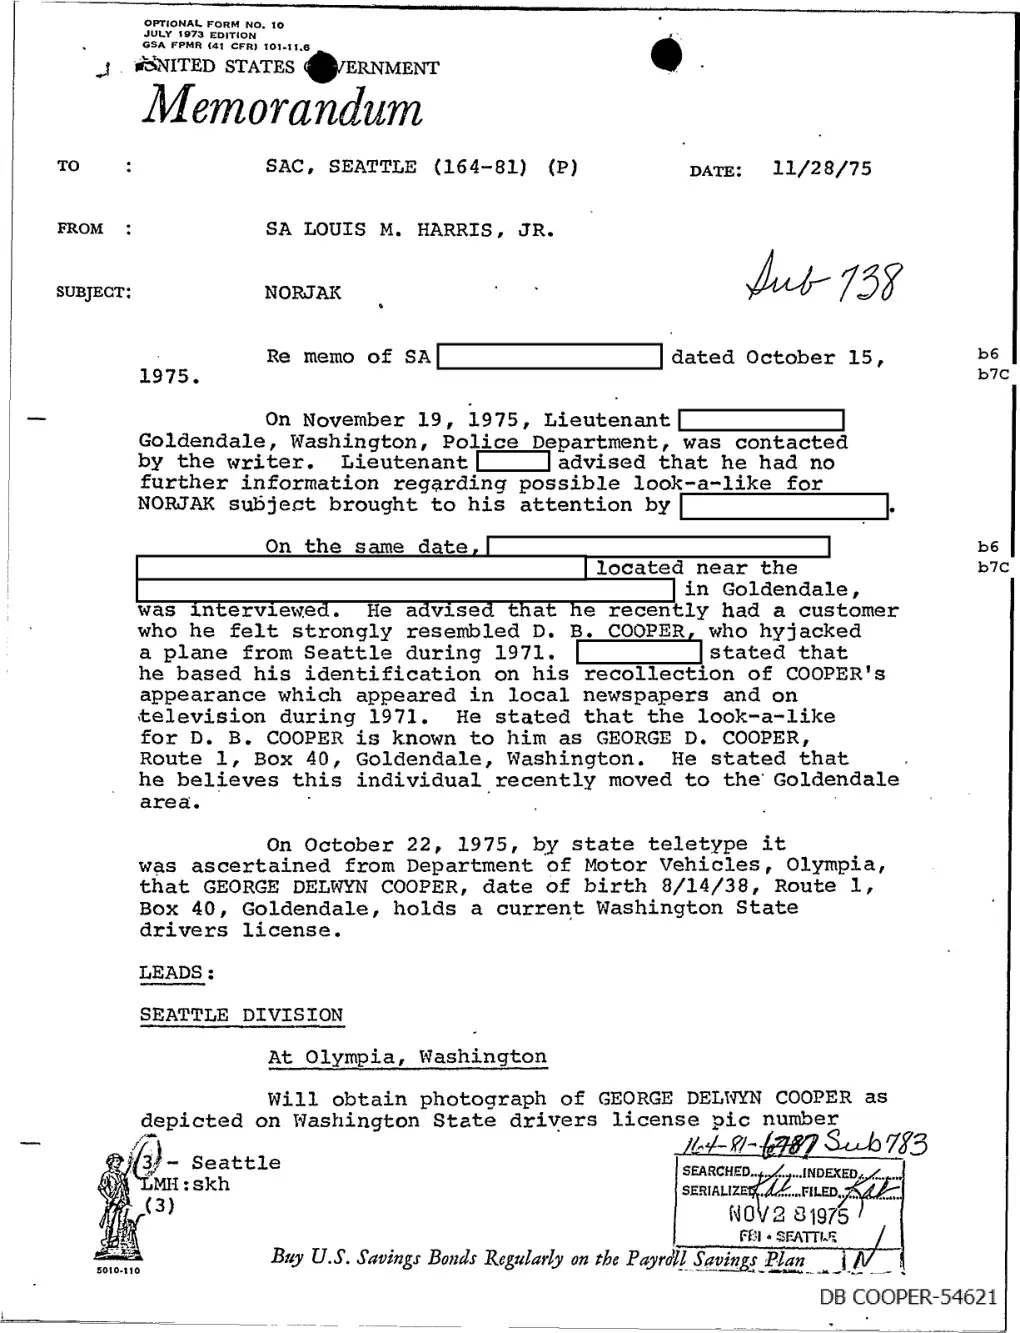 OPTIONAL FORM NO. 10
JULY 1973 EDITION
GSA FPMR (41 CFR) 101-11.6
UNITED STATES GOVERNMENT
Memorandum
TO : SAC, SEATTLE (164-81) (P) DATE: 11/28/75
FROM : SA LOUIS M. HARRIS, JR.
SUBJECT: NORJAK
Sub 738
Re memo of SA dated October 15, b6
1975. b7C
On November 19, 1975, Lieutenant
Goldendale, Washington, Police Department, was contacted
by the writer. Lieutenant advised that he had no
further information regarding possible look-a-like for
NORJAK subject brought to his attention by .
On the same date, b6
located near the b7C
in Goldendale,
was interviewed. He advised that he recently had a customer
who he felt strongly resembled D. B. COOPER, who hyjacked
a plane from Seattle during 1971. stated that
he based his identification on his recollection of COOPER's
appearance which appeared in local newspapers and on
television during 1971. He stated that the look-a-like
for D. B. COOPER is known to him as GEORGE D. COOPER,
Route 1, Box 40, Goldendale, Washington. He stated that
he believes this individual recently moved to the Goldendale
area.
On October 22, 1975, by state teletype it
was ascertained from Department of Motor Vehicles, Olympia,
that GEORGE DELWYN COOPER, date of birth 8/14/38, Route 1,
Box 40, Goldendale, holds a current Washington State
drivers license.
LEADS:
SEATTLE DIVISION
At Olympia, Washington
Will obtain photograph of GEORGE DELWYN COOPER as
depicted on Washington State drivers license pic number
164-81-6787 Sub 783
3 - Seattle
LMH:skh
(3)
SEARCHED INDEXED
SERIALIZED FILED
NOV 28 1975
FBI • SEATTLE
Buy U.S. Savings Bonds Regularly on the Payroll Savings Plan
5010-110
DB COOPER-54621